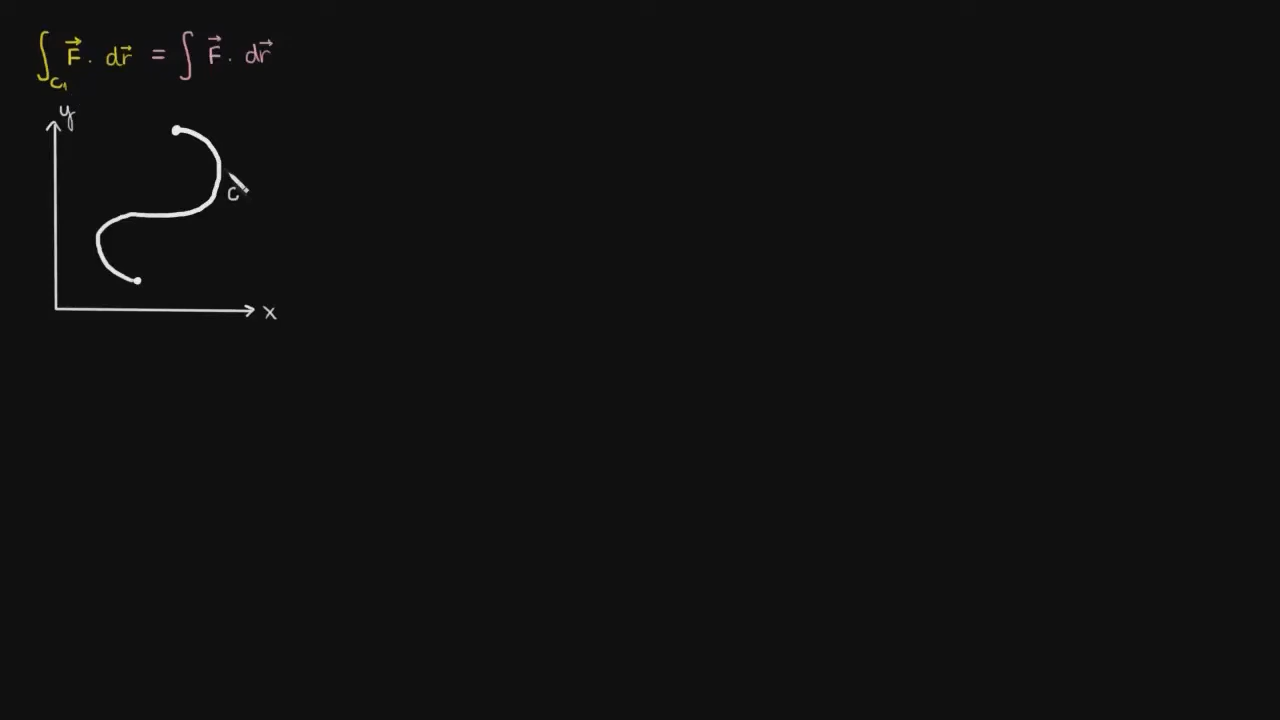 ∫_{C₁} F⃗ · dr⃗ = ∫ F⃗ · dr⃗
y
C
x